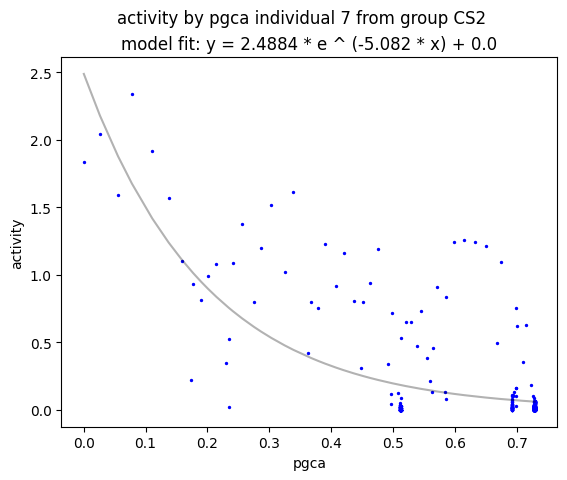 activity by pgca individual 7 from group CS2
model fit: y = 2.4884 * e ^ (-5.082 * x) + 0.0
2.5
2.0
1.5
1.0
0.5
0.0
activity
0.0 0.1 0.2 0.3 0.4 0.5 0.6 0.7
pgca